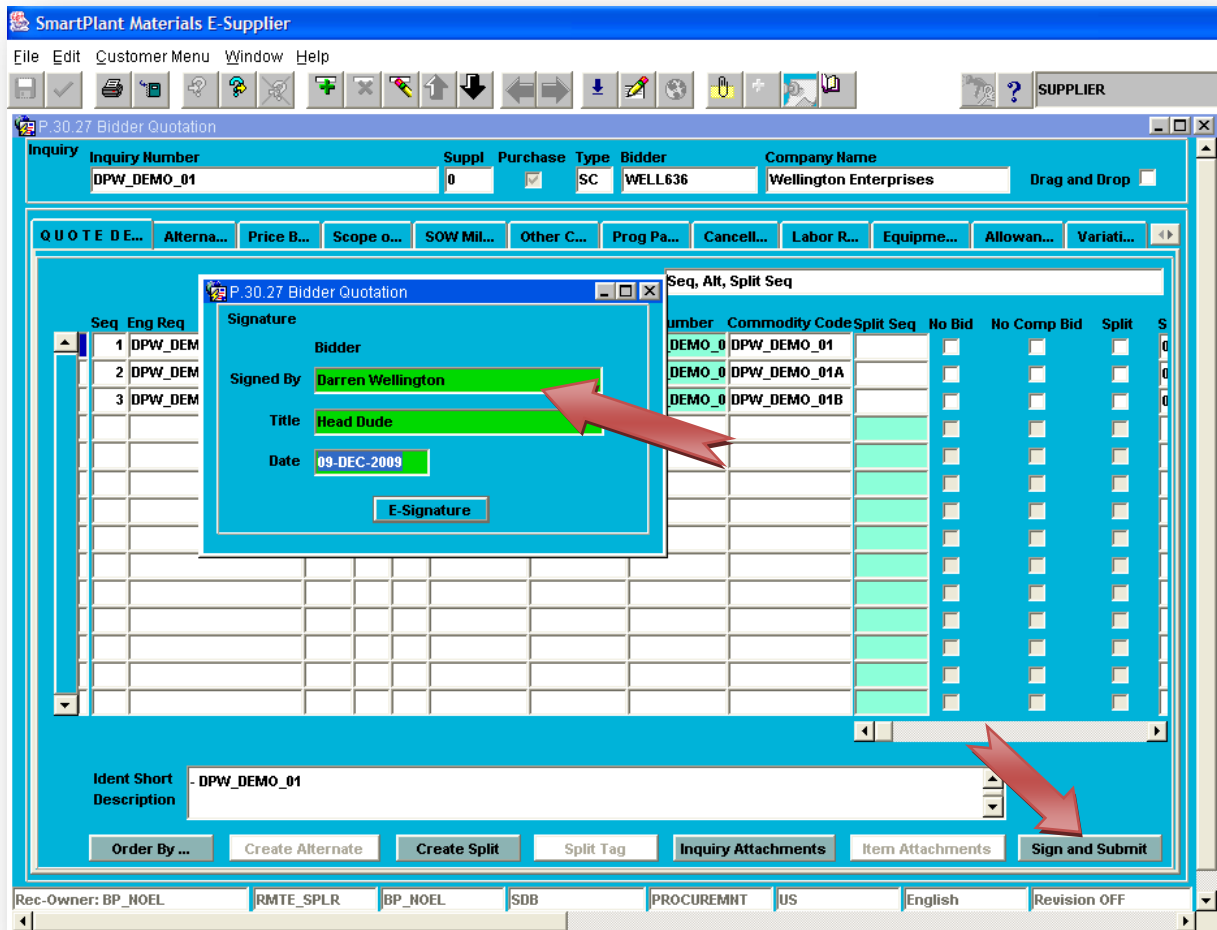 SmartPlant Materials E-Supplier
File Edit Customer Menu Window Help
SUPPLIER
P.30.27 Bidder Quotation
Inquiry
Inquiry Number Suppl Purchase Type Bidder Company Name
DPW_DEMO_01 0 SC WELL636 Wellington Enterprises Drag and Drop
QUOTE DE... Alterna... Price B... Scope o... SOW Mil... Other C... Prog Pa... Cancell... Labor R... Equipme... Allowan... Variati...
Seq, Alt, Split Seq
Seq Eng Req umber Commodity Code Split Seq No Bid No Comp Bid Split S
1 DPW_DEM _DEMO_0 DPW_DEMO_01 0
2 DPW_DEM _DEMO_0 DPW_DEMO_01A 0
3 DPW_DEM _DEMO_0 DPW_DEMO_01B 0
P.30.27 Bidder Quotation
Signature
Bidder
Signed By Darren Wellington
Title Head Dude
Date 09-DEC-2009
E-Signature
Ident Short Description - DPW_DEMO_01
Order By ... Create Alternate Create Split Split Tag Inquiry Attachments Item Attachments Sign and Submit
Rec-Owner: BP_NOEL RMTE_SPLR BP_NOEL SDB PROCUREMNT US English Revision OFF